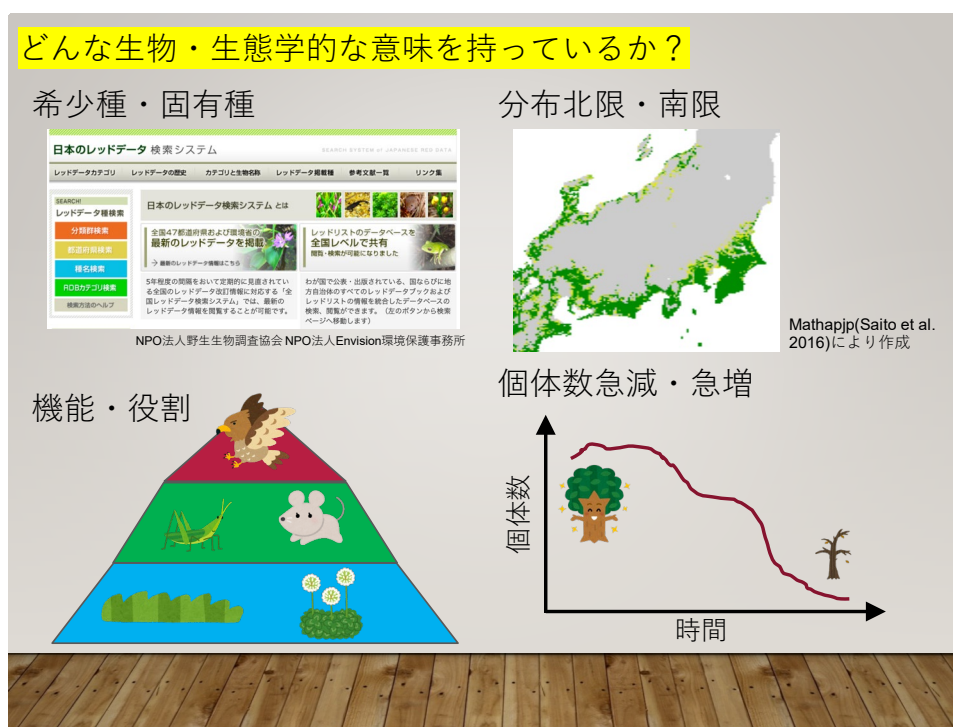 どんな生物・生態学的な意味を持っているか？
希少種・固有種
日本のレッドデータ 検索システム
SEARCH SYSTEM of JAPANESE RED DATA
レッドデータカテゴリ レッドデータの歴史 カテゴリと生物名称 レッドデータ掲載種 参考文献一覧 リンク集
SEARCH!
レッドデータ種検索
分類群検索
都道府県検索
種名検索
RDBカテゴリ検索
検索方法のヘルプ
日本のレッドデータ検索システム とは
全国47都道府県および環境省の
最新のレッドデータを掲載
→ 最新のレッドデータ情報はこちら
5年程度の間隔をおいて定期的に見直されてい
る全国のレッドデータ改訂情報に対応する「全
国レッドデータ検索システム」では、最新の
レッドデータ情報を閲覧することが可能です。
レッドリストのデータベースを
全国レベルで共有
閲覧・検索が可能になりました
わが国で公表・出版されている、国ならびに地
方自治体のすべてのレッドデータブックおよび
レッドリストの情報を統合したデータベースの
検索、閲覧ができます。（左のボタンから検索
ページへ移動します）
NPO法人野生生物調査協会 NPO法人Envision環境保護事務所
分布北限・南限
Mathapjp(Saito et al.
2016)により作成
機能・役割
個体数急減・急増
個体数
時間